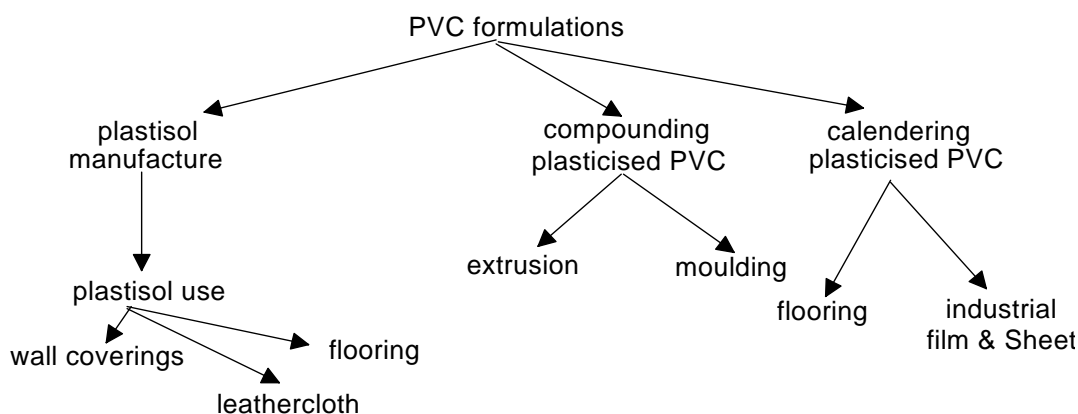 PVC formulations
plastisol
manufacture
compounding
plasticised PVC
calendering
plasticised PVC
extrusion
moulding
plastisol use
flooring
industrial
film & Sheet
wall coverings
flooring
leathercloth